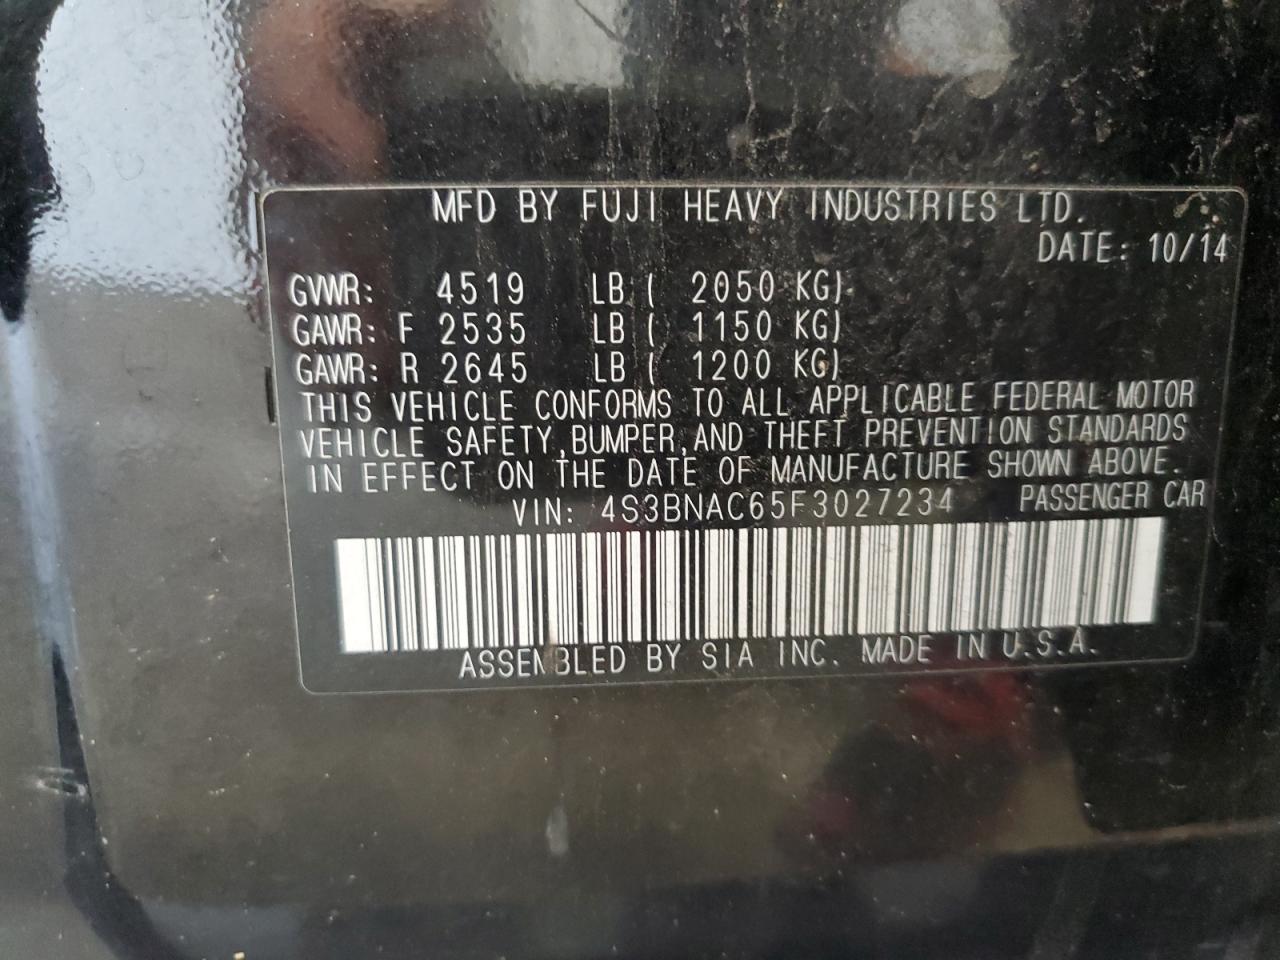 MFD BY FUJI HEAVY INDUSTRIES LTD.
DATE: 10/14
GVWR: 4519 LB ( 2050 KG)
GAWR: F 2535 LB ( 1150 KG)
GAWR: R 2645 LB ( 1200 KG)
THIS VEHICLE CONFORMS TO ALL APPLICABLE FEDERAL MOTOR
VEHICLE SAFETY,BUMPER,AND THEFT PREVENTION STANDARDS
IN EFFECT ON THE DATE OF MANUFACTURE SHOWN ABOVE.
VIN: 4S3BNAC65F3027234 PASSENGER CAR
ASSEMBLED BY SIA INC. MADE IN U.S.A.